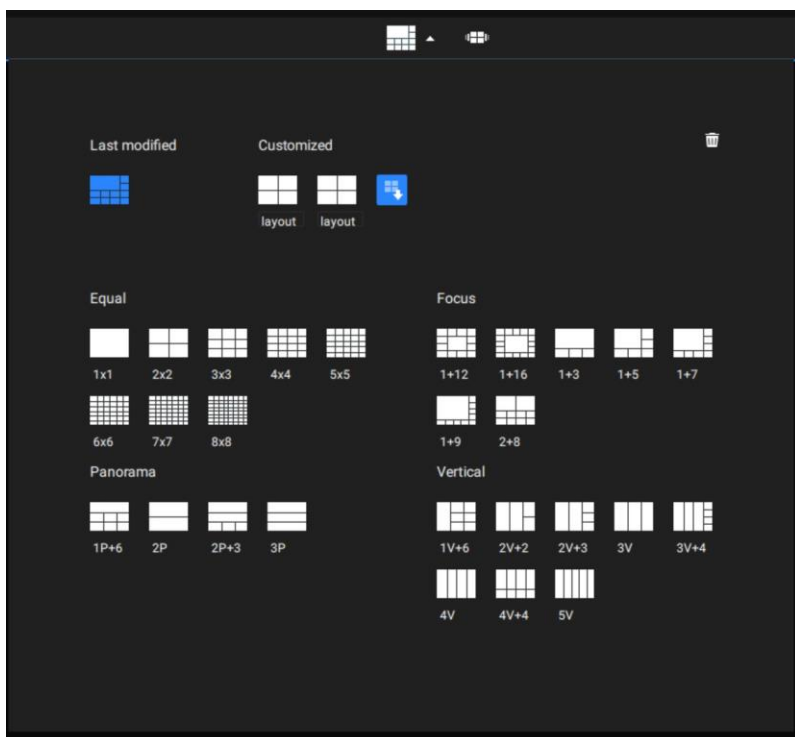 Last modified
Customized
layout layout
Equal
1x1 2x2 3x3 4x4 5x5
6x6 7x7 8x8
Focus
1+12 1+16 1+3 1+5 1+7
1+9 2+8
Panorama
1P+6 2P 2P+3 3P
Vertical
1V+6 2V+2 2V+3 3V 3V+4
4V 4V+4 5V